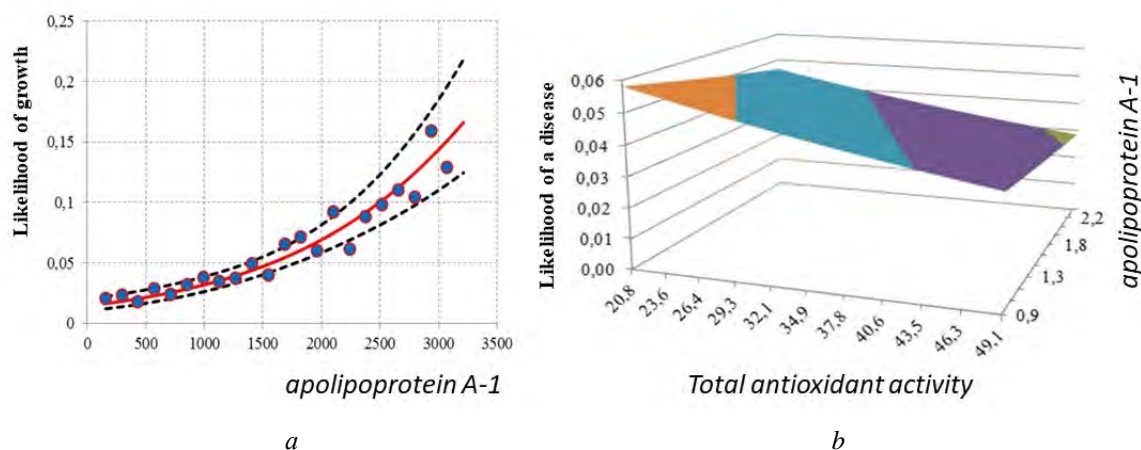 Likelihood of growth
0,25
0,2
0,15
0,1
0,05
0
0 500 1000 1500 2000 2500 3000 3500
apolipoprotein A-1
a
Likelihood of a disease
0,06
0,05
0,04
0,03
0,02
0,01
0,00
20,8 23,6 26,4 29,3 32,1 34,9 37,8 40,6 43,5 46,3 49,1
Total antioxidant activity
2,2
1,8
1,3
0,9
apolipoprotein A-1
b